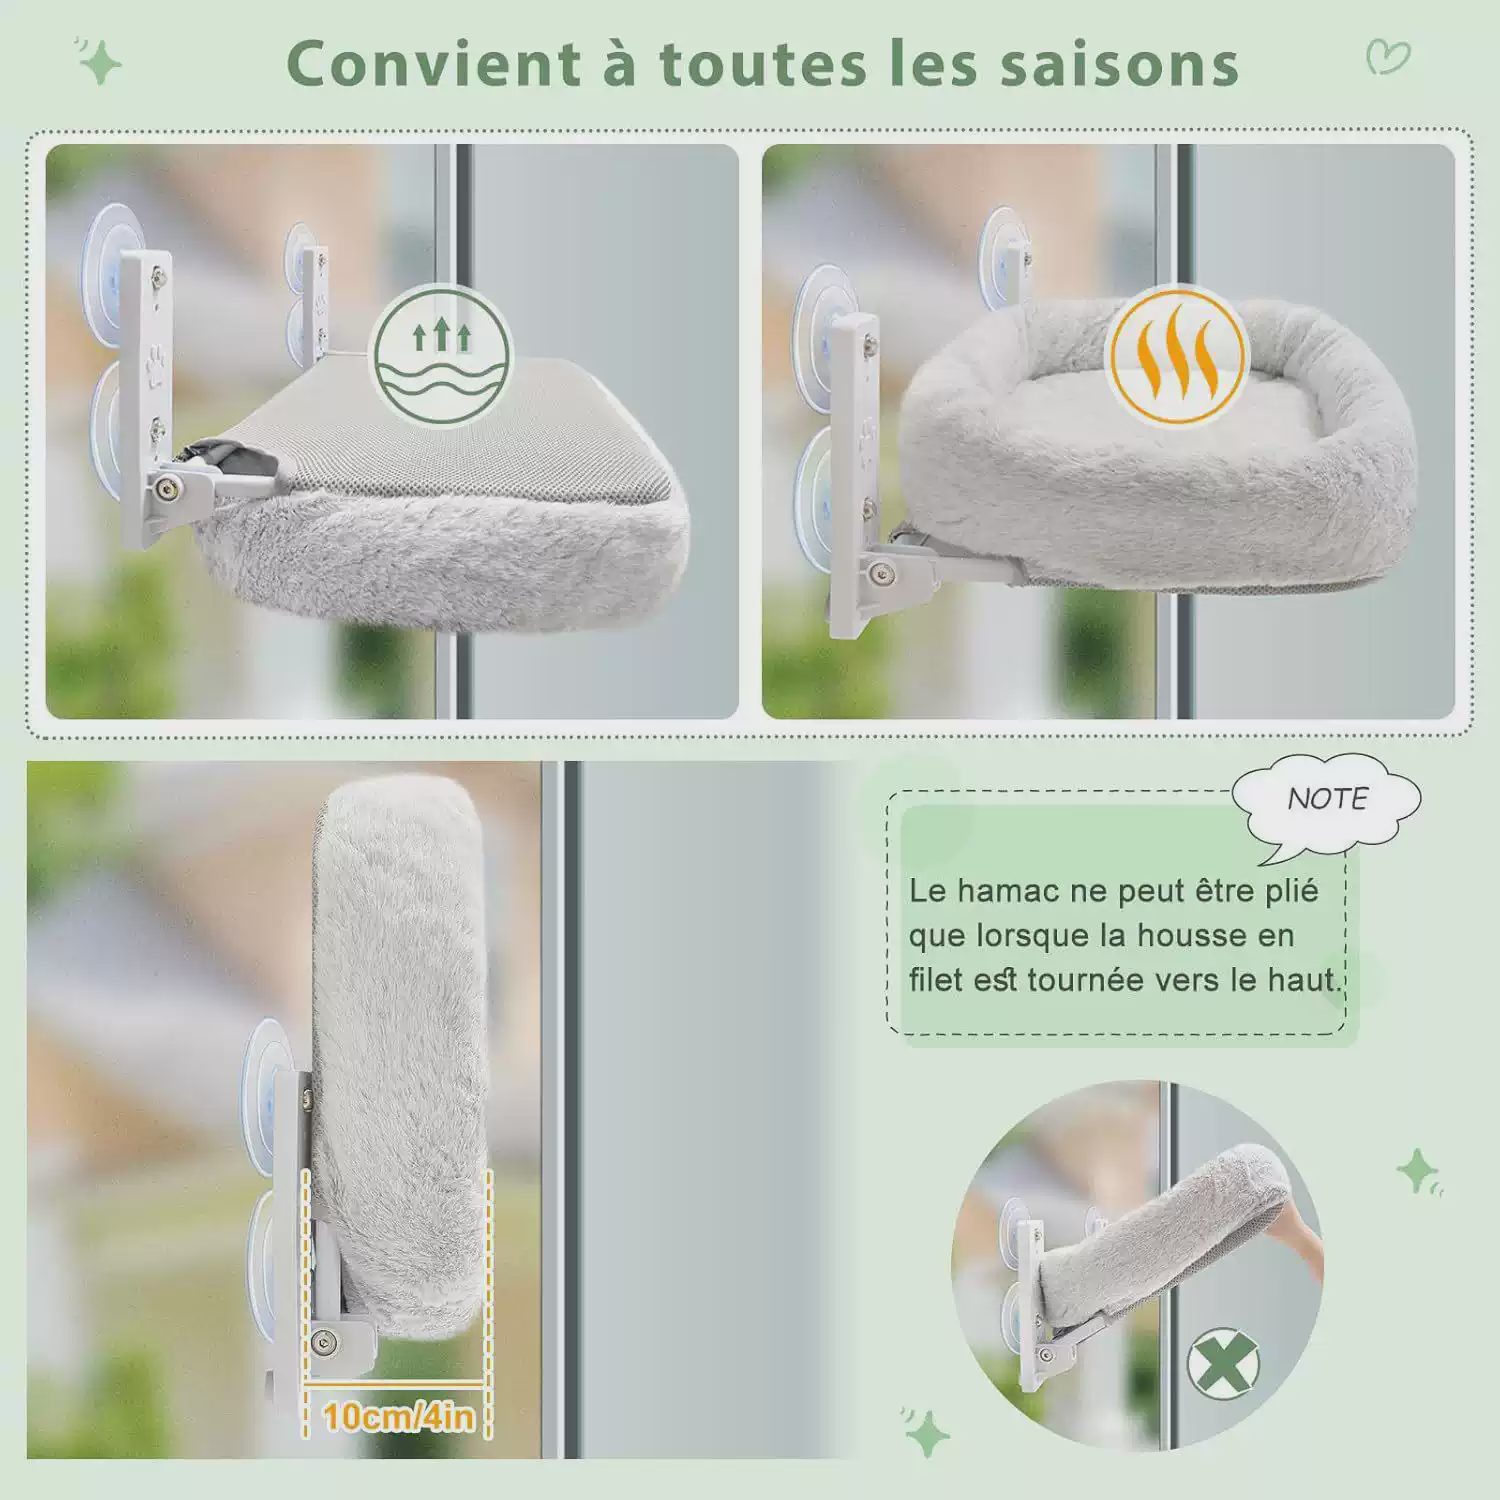 Convient à toutes les saisons
NOTE
Le hamac ne peut être plié
que lorsque la housse en
filet est tournée vers le haut.
10cm/4in